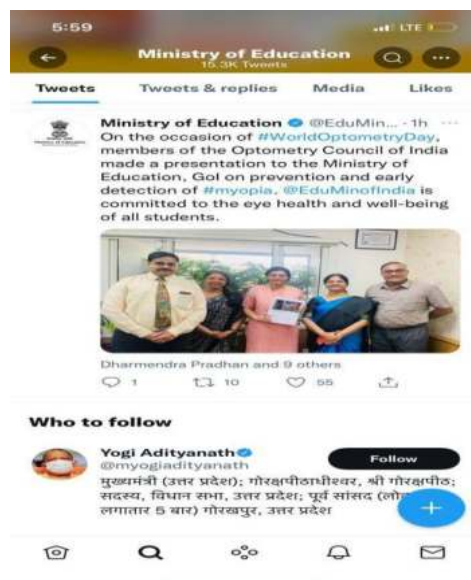 5:59
LTE
Ministry of Education
15.3K Tweets
Tweets Tweets & replies Media Likes
Ministry of Education @EduMin... · 1h
On the occasion of #WorldOptometryDay,
members of the Optometry Council of India
made a presentation to the Ministry of
Education, GoI on prevention and early
detection of #myopia. @EduMinofIndia is
committed to the eye health and well-being
of all students.
Dharmendra Pradhan and 9 others
1 10 55
Who to follow
Yogi Adityanath
@myogiadityanath
Follow
मुख्यमंत्री (उत्तर प्रदेश); गोरक्षपीठाधीश्वर, श्री गोरक्षपीठ;
सदस्य, विधान सभा, उत्तर प्रदेश; पूर्व सांसद
लगातार 5 बार) गोरखपुर, उत्तर प्रदेश